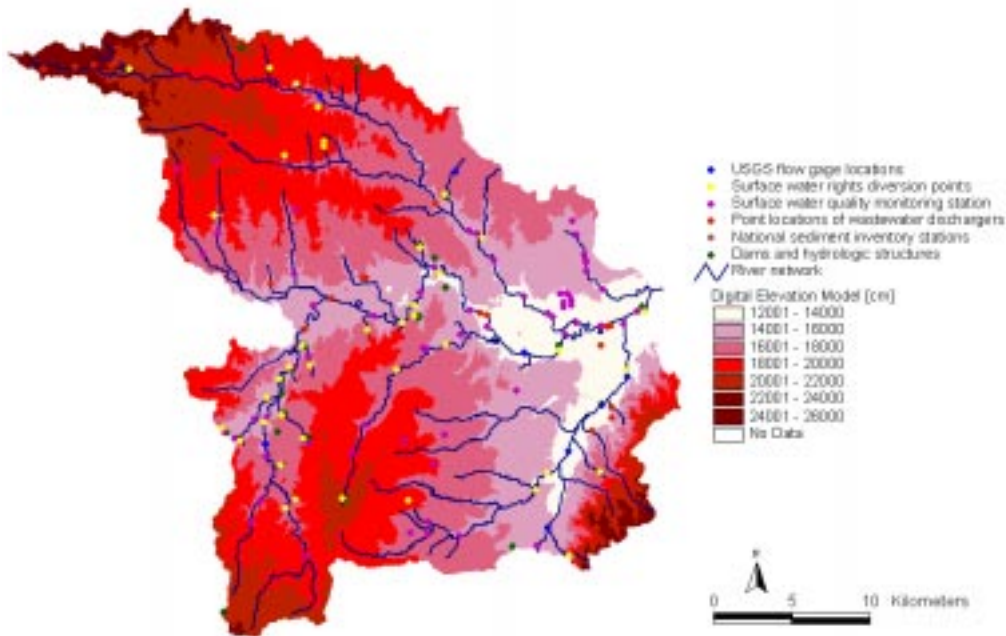 USGS flow gage locations
Surface water rights diversion points
Surface water quality monitoring station
Point locations of wastewater dischargers
National sediment inventory stations
Dams and hydrologic structures
River network
Digital Elevation Model [cm]
12001 - 14000
14001 - 16000
16001 - 18000
18001 - 20000
20001 - 22000
22001 - 24000
24001 - 26000
No Data
0 5 10 Kilometers